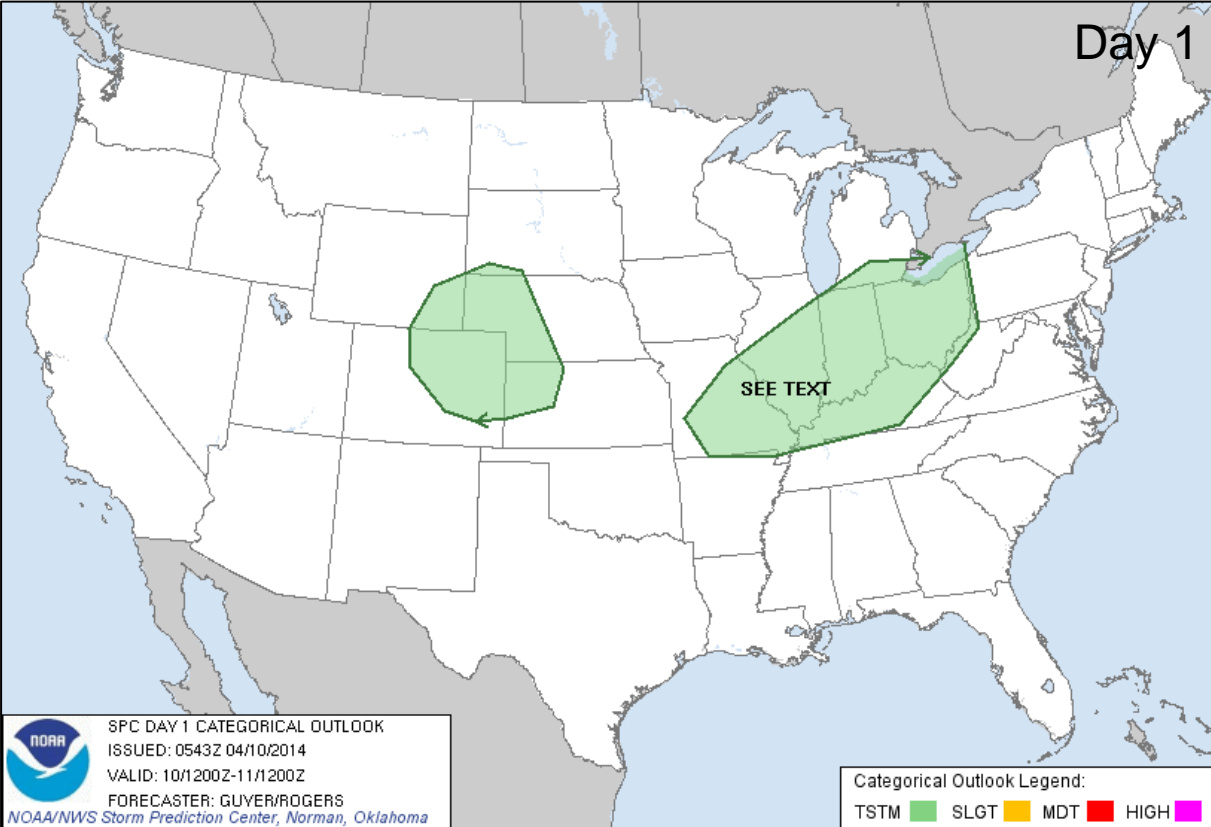 Day 1
SEE TEXT
NOAA
SPC DAY 1 CATEGORICAL OUTLOOK
ISSUED: 0543Z 04/10/2014
VALID: 10/1200Z-11/1200Z
FORECASTER: GUYER/ROGERS
NOAA/NWS Storm Prediction Center, Norman, Oklahoma
Categorical Outlook Legend:
TSTM SLGT MDT HIGH